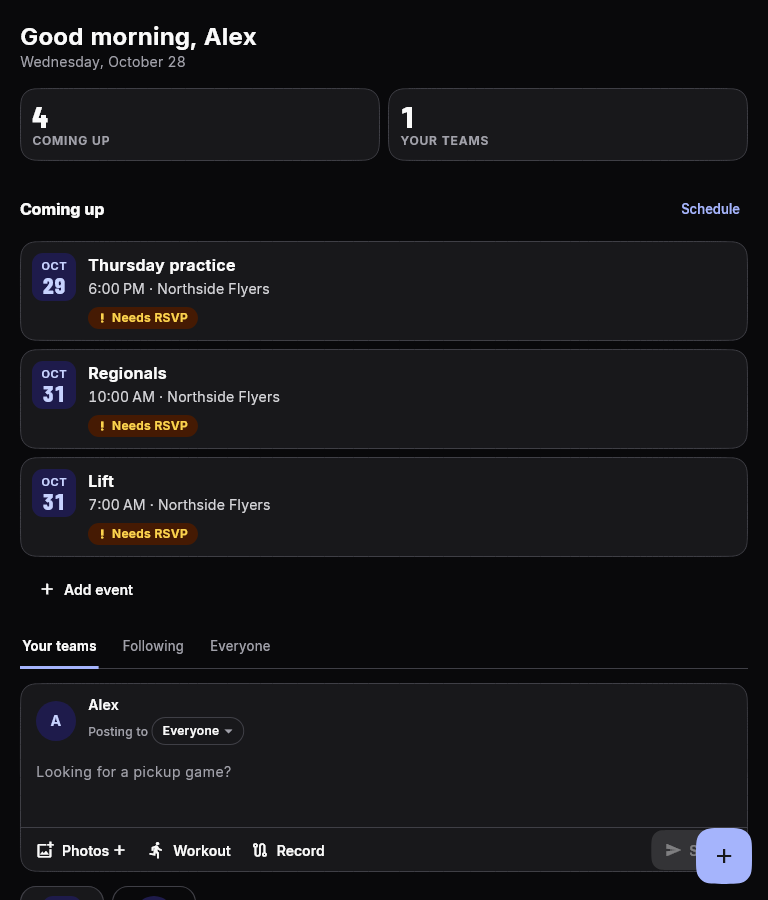 Good morning, Alex
Wednesday, October 28
4
COMING UP
1
YOUR TEAMS
Coming up
Schedule
OCT
29
Thursday practice
6:00 PM · Northside Flyers
! Needs RSVP
OCT
31
Regionals
10:00 AM · Northside Flyers
! Needs RSVP
OCT
31
Lift
7:00 AM · Northside Flyers
! Needs RSVP
+ Add event
Your teams Following Everyone
A
Alex
Posting to Everyone
Looking for a pickup game?
Photos + Workout Record
+